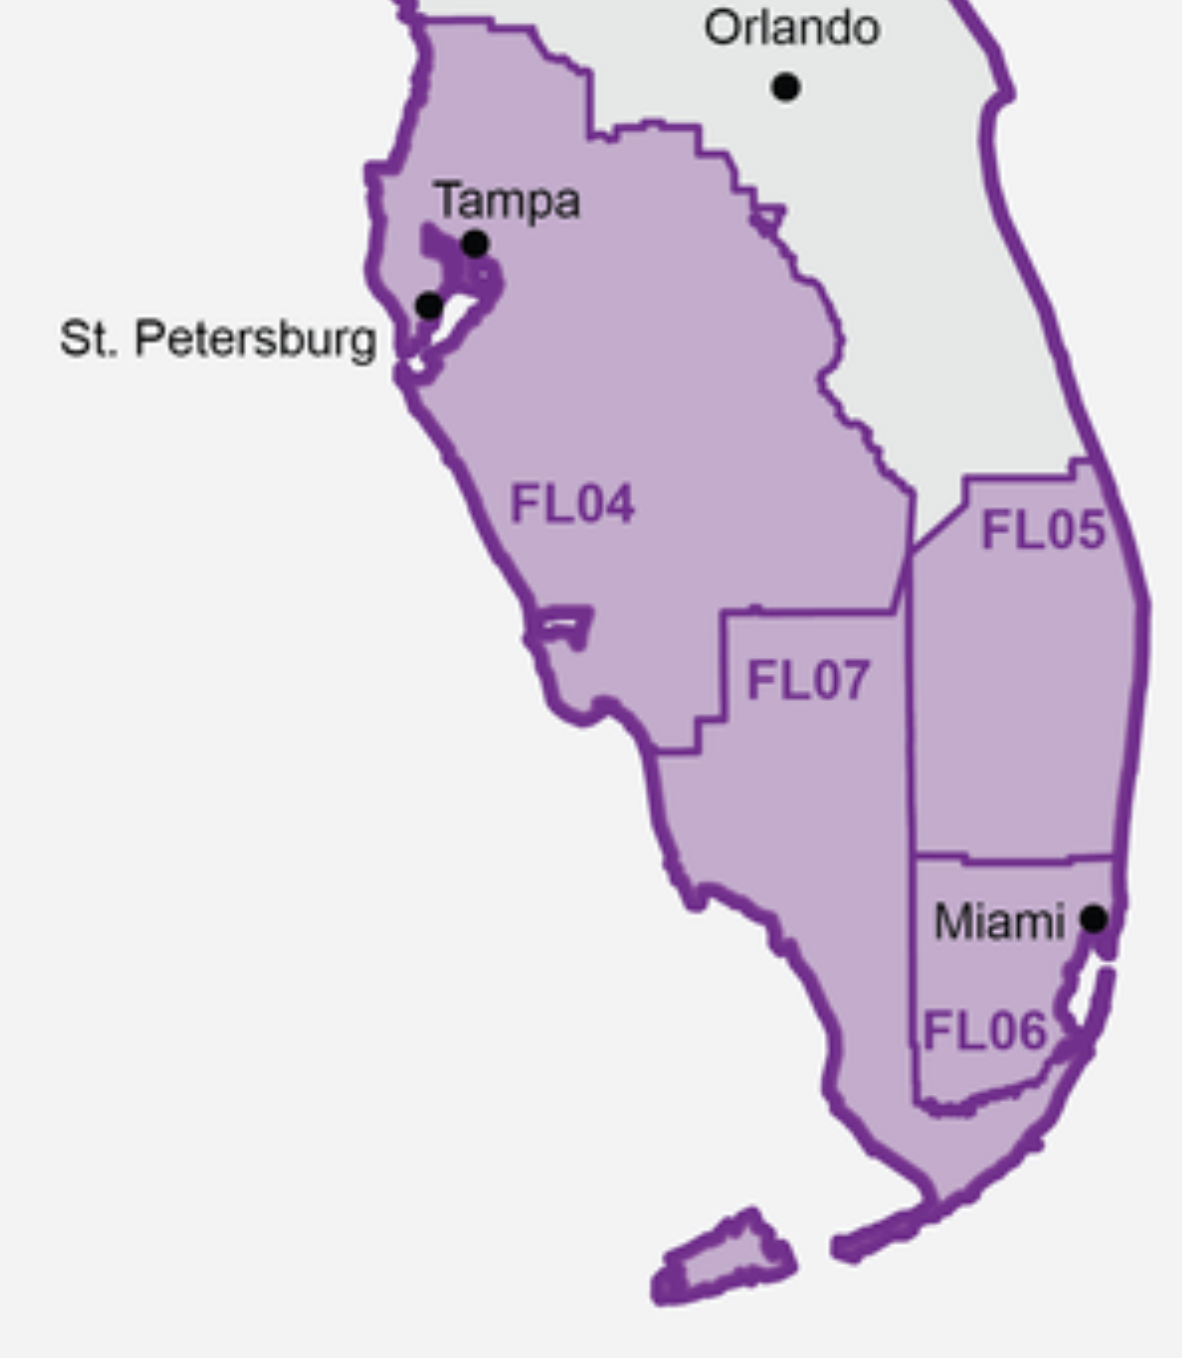 Orlando
Tampa
St. Petersburg
FL04
FL05
FL07
Miami
FL06